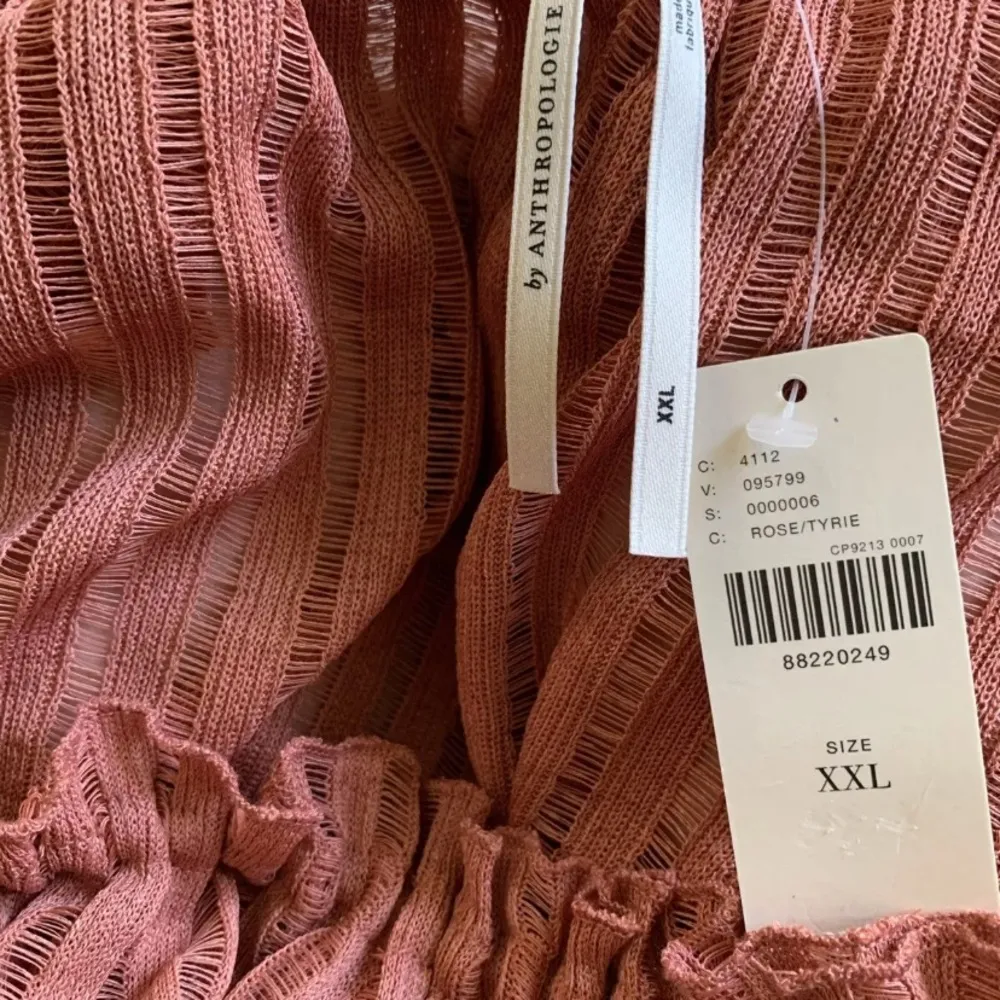 by ANTHROPOLOGIE
made
fabriqu
XXL
C: 4112
V: 095799
S: 0000006
C: ROSE/TYRIE
CP9213 0007
88220249
SIZE
XXL